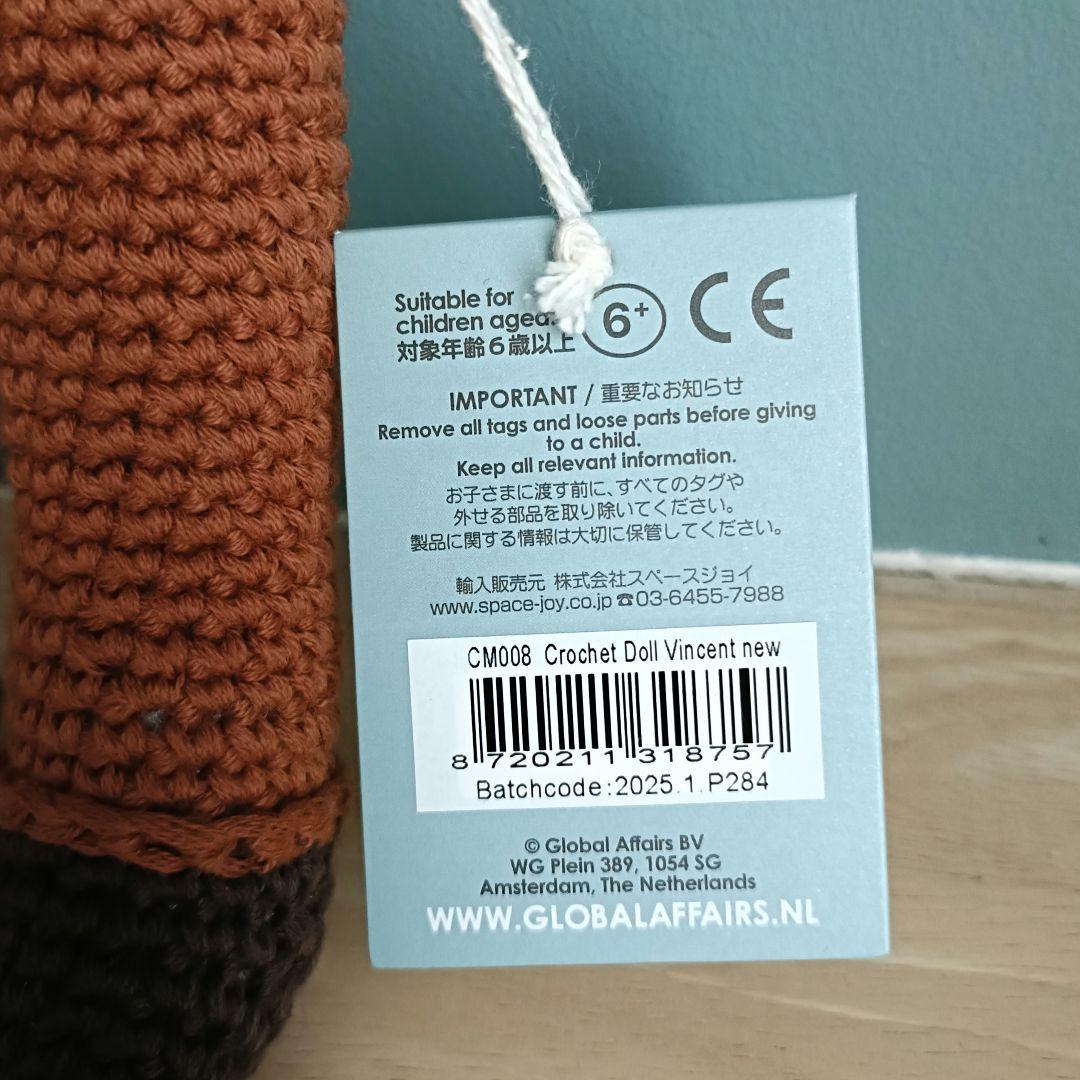 Suitable for
children aged:
対象年齢6歳以上
6+
CE
IMPORTANT / 重要なお知らせ
Remove all tags and loose parts before giving
to a child.
Keep all relevant information.
お子さまに渡す前に、すべてのタグや
外せる部品を取り除いてください。
製品に関する情報は大切に保管してください。
輸入販売元 株式会社スペースジョイ
www.space-joy.co.jp ☎03-6455-7988
CM008 Crochet Doll Vincent new
8 720211 318757
Batchcode:2025.1.P284
© Global Affairs BV
WG Plein 389, 1054 SG
Amsterdam, The Netherlands
WWW.GLOBALAFFAIRS.NL